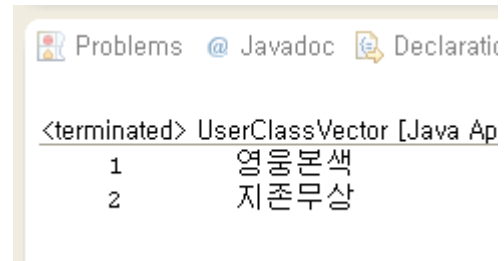 Problems @ Javadoc Declaratio
<terminated> UserClassVector [Java Ap
1 영웅본색
2 지존무상